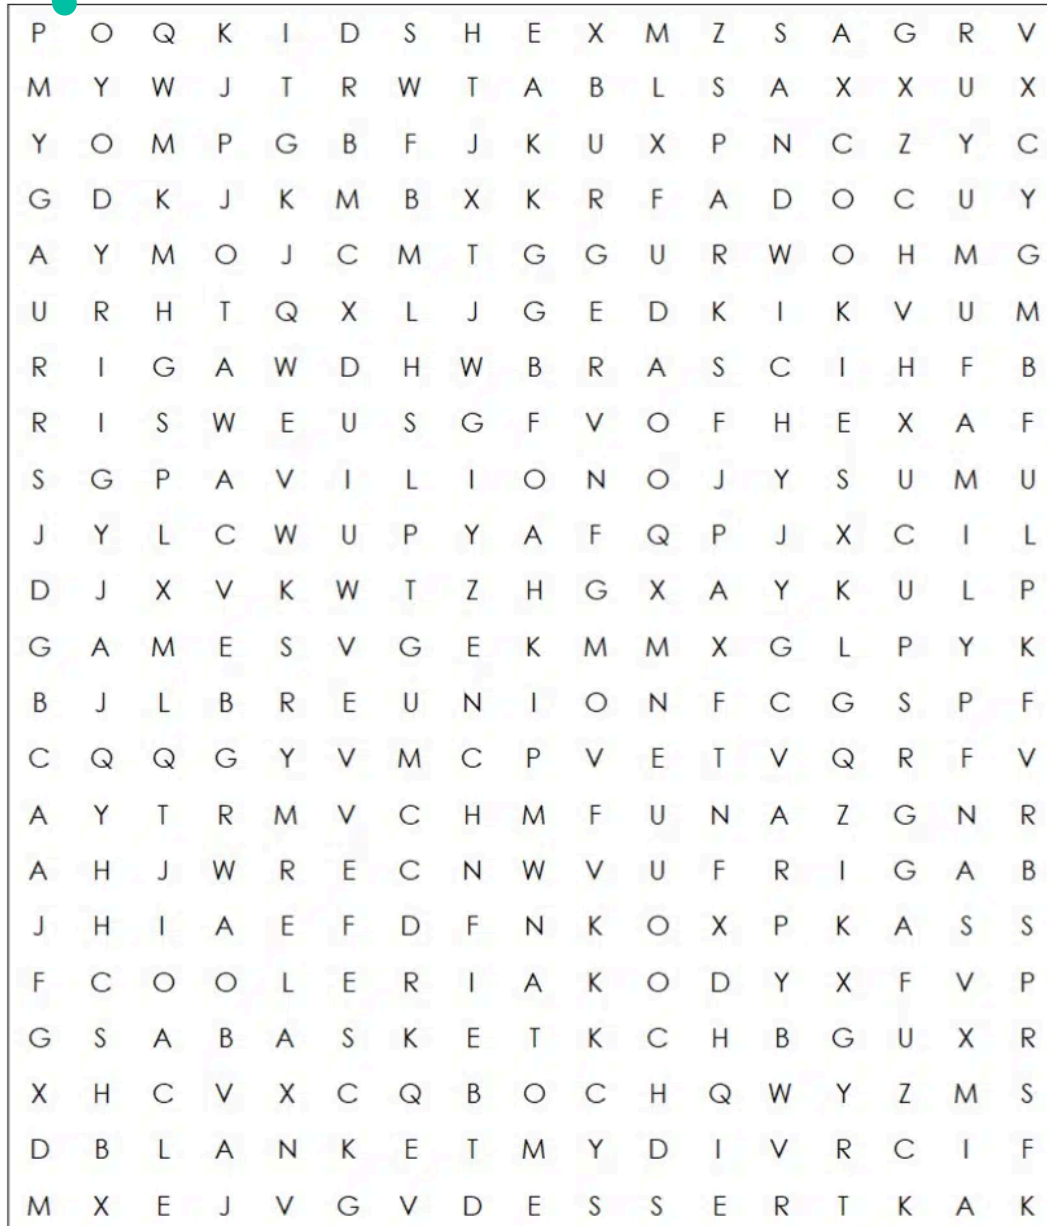 P O Q K I D S H E X M Z S A G R V
M Y W J T R W T A B L S A X X U X
Y O M P G B F J K U X P N C Z Y C
G D K J K M B X K R F A D O C U Y
A Y M O J C M T G G U R W O H M G
U R H T Q X L J G E D K I K V U M
R I G A W D H W B R A S C I H F B
R I S W E U S G F V O F H E X A F
S G P A V I L I O N O J Y S U M U
J Y L C W U P Y A F Q P J X C I L
D J X V K W T Z H G X A Y K U L P
G A M E S V G E K M M X G L P Y K
B J L B R E U N I O N F C G S P F
C Q Q G Y V M C P V E T V Q R F V
A Y T R M V C H M F U N A Z G N R
A H J W R E C N W V U F R I G A B
J H I A E F D F N K O X P K A S S
F C O O L E R I A K O D Y X F V P
G S A B A S K E T K C H B G U X R
X H C V X C Q B O C H Q W Y Z M S
D B L A N K E T M Y D I V R C I F
M X E J V G V D E S S E R T K A K